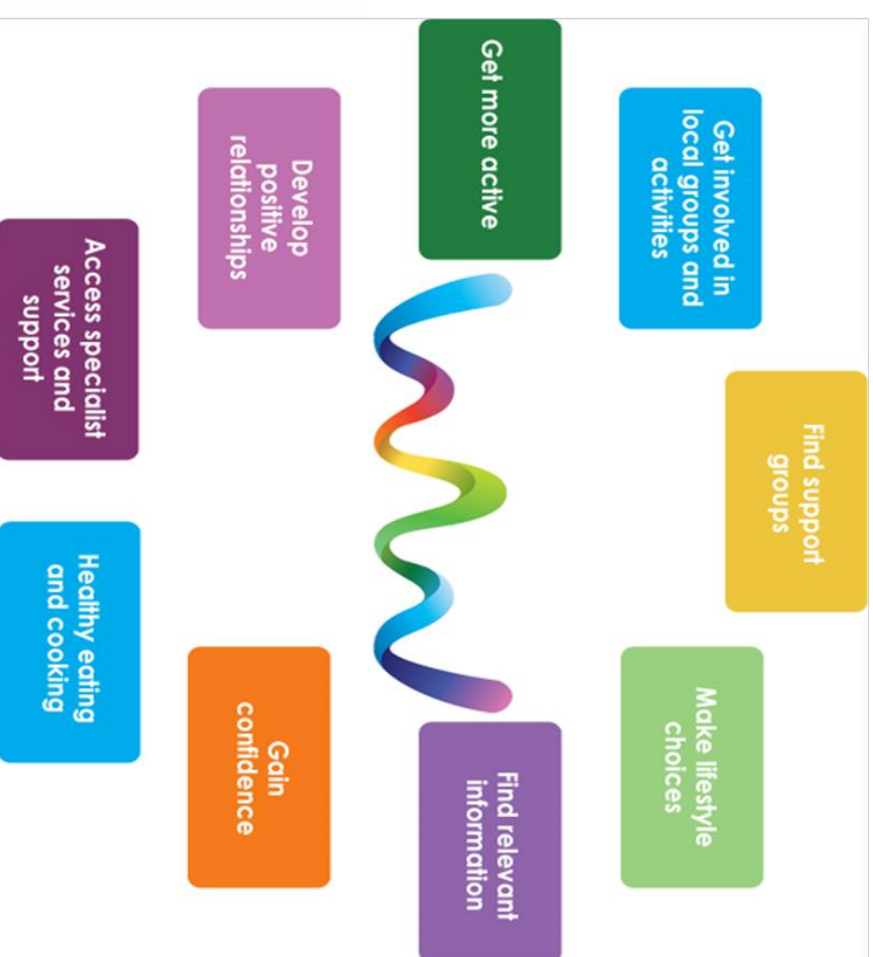 Find support
groups
Get involved in
local groups and
activities
Make lifestyle
choices
Get more active
Find relevant
information
Develop
positive
relationships
Gain
confidence
Access specialist
services and
support
Healthy eating
and cooking